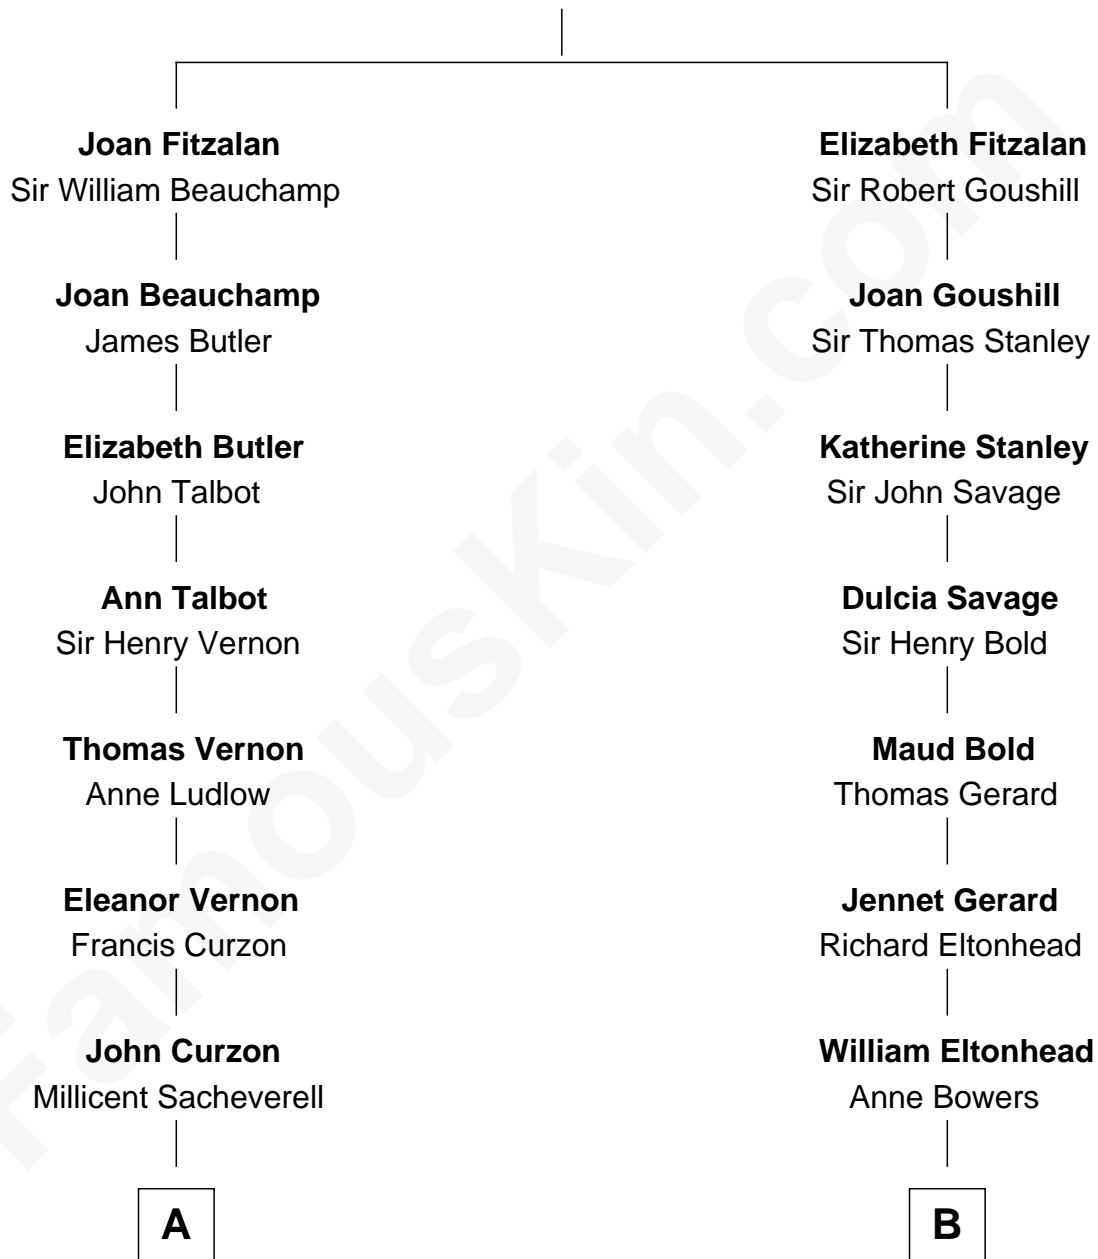 Joan Fitzalan
Sir William Beauchamp
Joan Beauchamp
James Butler
Elizabeth Butler
John Talbot
Ann Talbot
Sir Henry Vernon
Thomas Vernon
Anne Ludlow
Eleanor Vernon
Francis Curzon
John Curzon
Millicent Sacheverell
A
Elizabeth Fitzalan
Sir Robert Goushill
Joan Goushill
Sir Thomas Stanley
Katherine Stanley
Sir John Savage
Dulcia Savage
Sir Henry Bold
Maud Bold
Thomas Gerard
Jennet Gerard
Richard Eltonhead
William Eltonhead
Anne Bowers
B
FamousKin.com